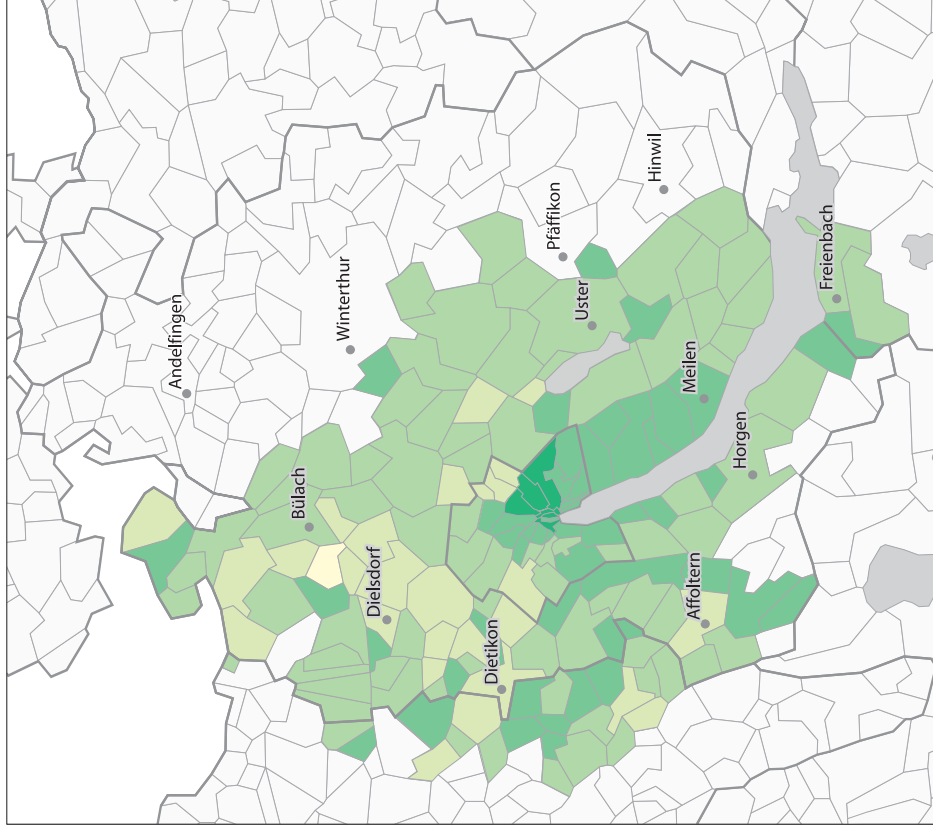 Andelfingen
Winterthur
Pfäffikon
Hinwil
Bülach
Uster
Freienbach
Dielsdorf
Meilen
Horgen
Dietikon
Affoltern